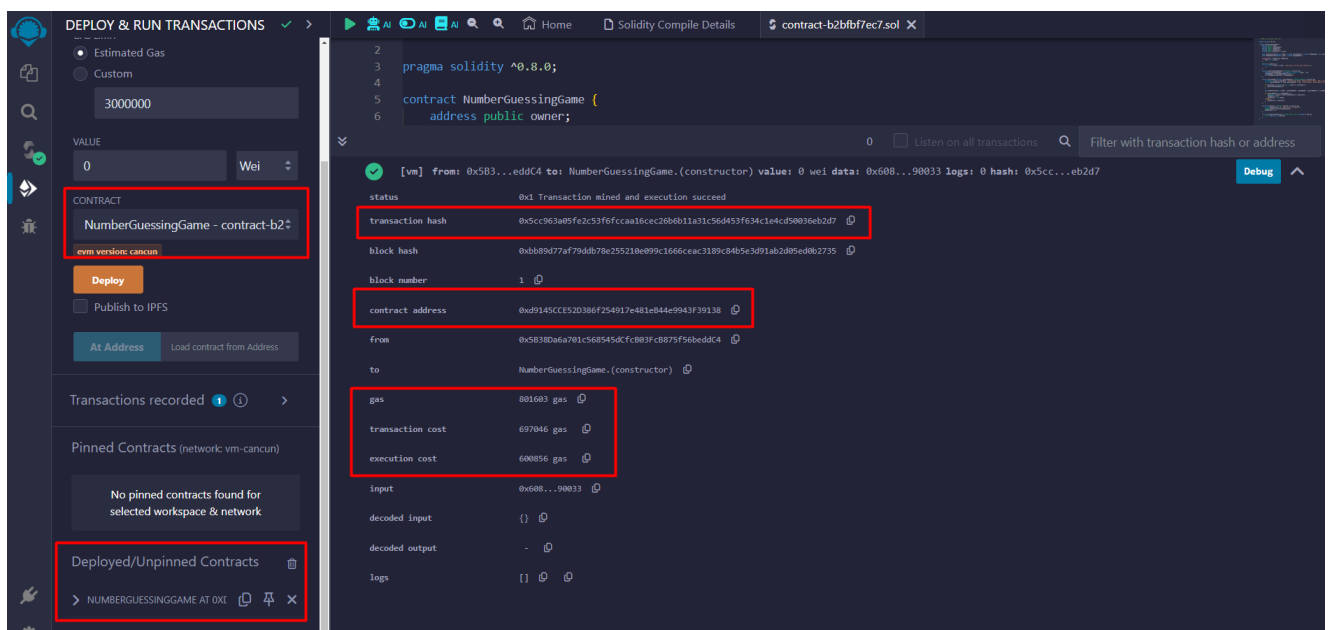 DEPLOY & RUN TRANSACTIONS
Estimated Gas
Custom
3000000
VALUE
0 Wei
CONTRACT
NumberGuessingGame - contract-b2
evm version: cancun
Deploy
Publish to IPFS
At Address Load contract from Address
Transactions recorded 1 i
Pinned Contracts (network: vm-cancun)
No pinned contracts found for
selected workspace & network
Deployed/Unpinned Contracts
NUMBERGUESSINGGAME AT 0XD
AI AI AI Home Solidity Compile Details contract-b2bfbf7ec7.sol
2
3 pragma solidity ^0.8.0;
4
5 contract NumberGuessingGame {
6 address public owner;
0 Listen on all transactions Filter with transaction hash or address
[vm] from: 0x5B3...eddC4 to: NumberGuessingGame.(constructor) value: 0 wei data: 0x608...90033 logs: 0 hash: 0x5cc...eb2d7 Debug
status 0x1 Transaction mined and execution succeed
transaction hash 0x5cc963a05fe2c53f6fccaa16cec26b6b11a31c56d453f634c1e4cd50036eb2d7
block hash 0xbb89d77af79ddb78e255210e099c1666ceac3189c84b5e3d91ab2d05ed0b2735
block number 1
contract address 0xd9145CCE52D386f254917e481eB44e9943F39138
from 0x5B38Da6a701c568545dCfcB03FcB875f56beddC4
to NumberGuessingGame.(constructor)
gas 801603 gas
transaction cost 697046 gas
execution cost 600856 gas
input 0x608...90033
decoded input {}
decoded output -
logs []